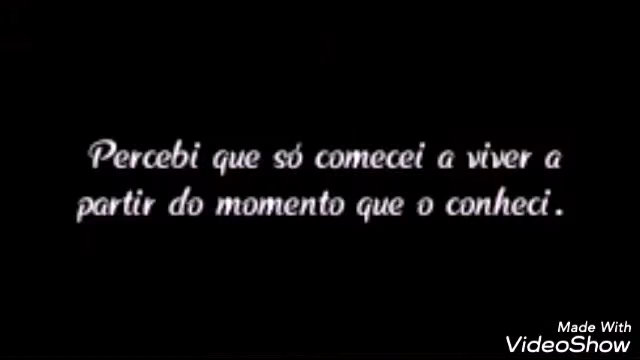 Percebi que só comecei a viver a
partir do momento que o conheci.
Made With
VideoShow